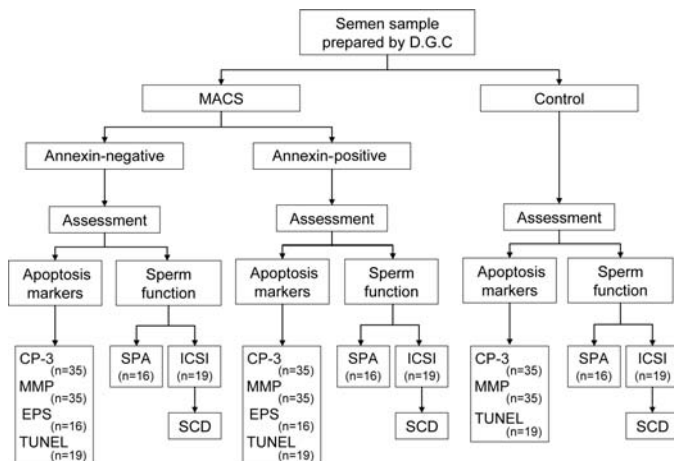 Semen sample
prepared by D.G.C
MACS
Control
Annexin-negative
Annexin-positive
Assessment
Assessment
Assessment
Apoptosis
markers
Sperm
function
Apoptosis
markers
Sperm
function
Apoptosis
markers
Sperm
function
CP-3
(n=35)
MMP
(n=35)
EPS
(n=16)
TUNEL
(n=19)
SPA
(n=16)
ICSI
(n=19)
SCD
CP-3
(n=35)
MMP
(n=35)
EPS
(n=16)
TUNEL
(n=19)
SPA
(n=16)
ICSI
(n=19)
SCD
CP-3
(n=35)
MMP
(n=35)
TUNEL
(n=19)
SPA
(n=16)
ICSI
(n=19)
SCD